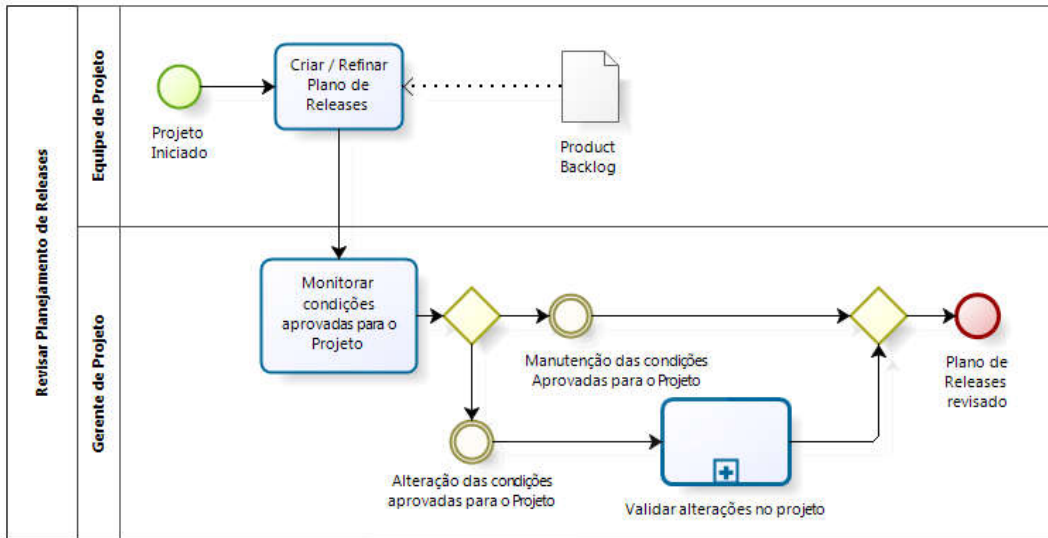 Revisar Planejamento de Releases
Equipe de Projeto
Projeto
Iniciado
Criar / Refinar
Plano de
Releases
Product
Backlog
Gerente de Projeto
Monitorar
condições
aprovadas para o
Projeto
Manutenção das condições
Aprovadas para o Projeto
Plano de
Releases
revisado
Alteração das condições
aprovadas para o Projeto
Validar alterações no projeto